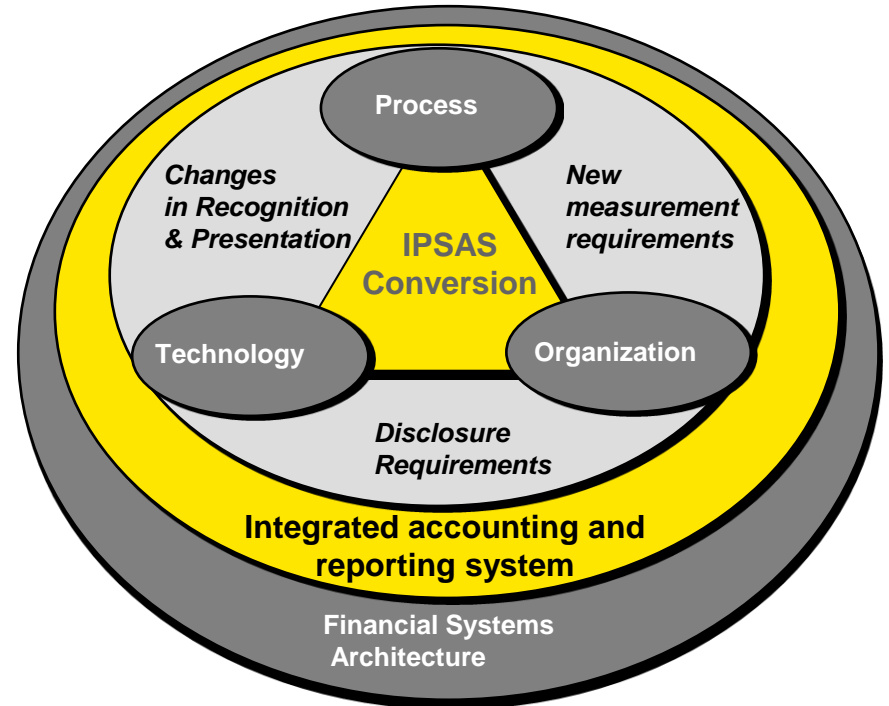 Process
Changes
in Recognition
& Presentation
New
measurement
requirements
IPSAS
Conversion
Technology
Organization
Disclosure
Requirements
Integrated accounting and
reporting system
Financial Systems
Architecture